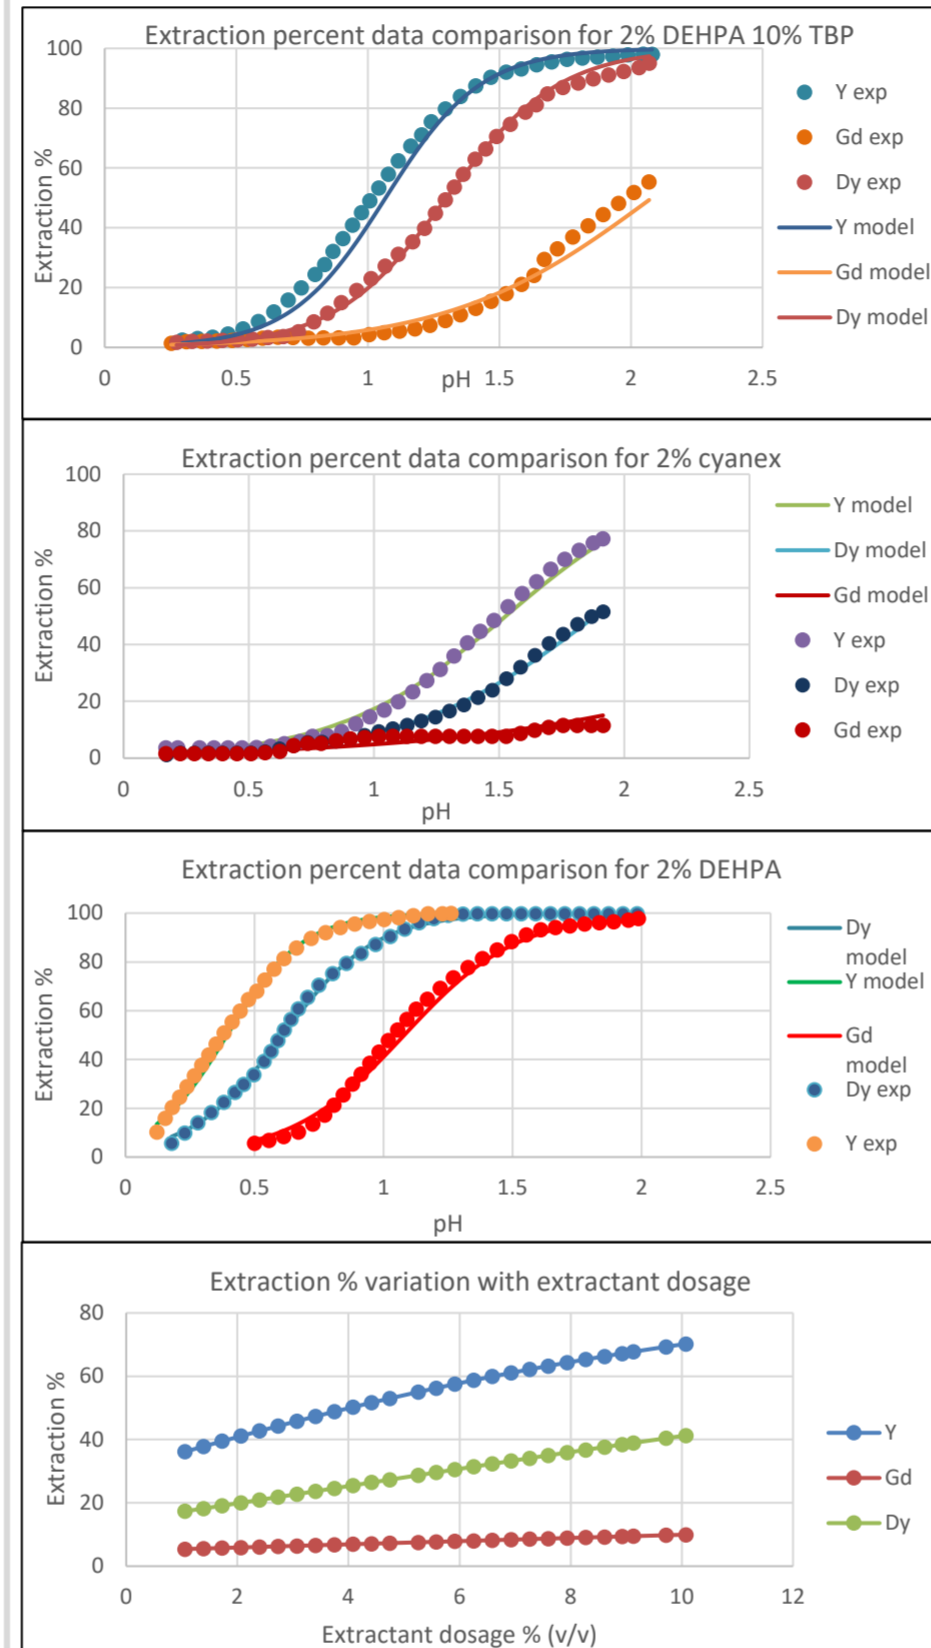 Extraction percent data comparison for 2% DEHPA 10% TBP
100
80
60
40
20
0
Extraction %
0
0.5
1
1.5
2
2.5
pH
Y exp
Gd exp
Dy exp
Y model
Gd model
Dy model
Extraction percent data comparison for 2% cyanex
100
80
60
40
20
0
Extraction %
0
0.5
1
1.5
2
2.5
pH
Y model
Dy model
Gd model
Y exp
Dy exp
Gd exp
Extraction percent data comparison for 2% DEHPA
100
80
60
40
20
0
Extraction %
0
0.5
1
1.5
2
2.5
pH
Dy
model
Y model
Gd
model
Dy exp
Y exp
Extraction % variation with extractant dosage
80
60
40
20
0
Extraction %
0
2
4
6
8
10
12
Extractant dosage % (v/v)
Y
Gd
Dy